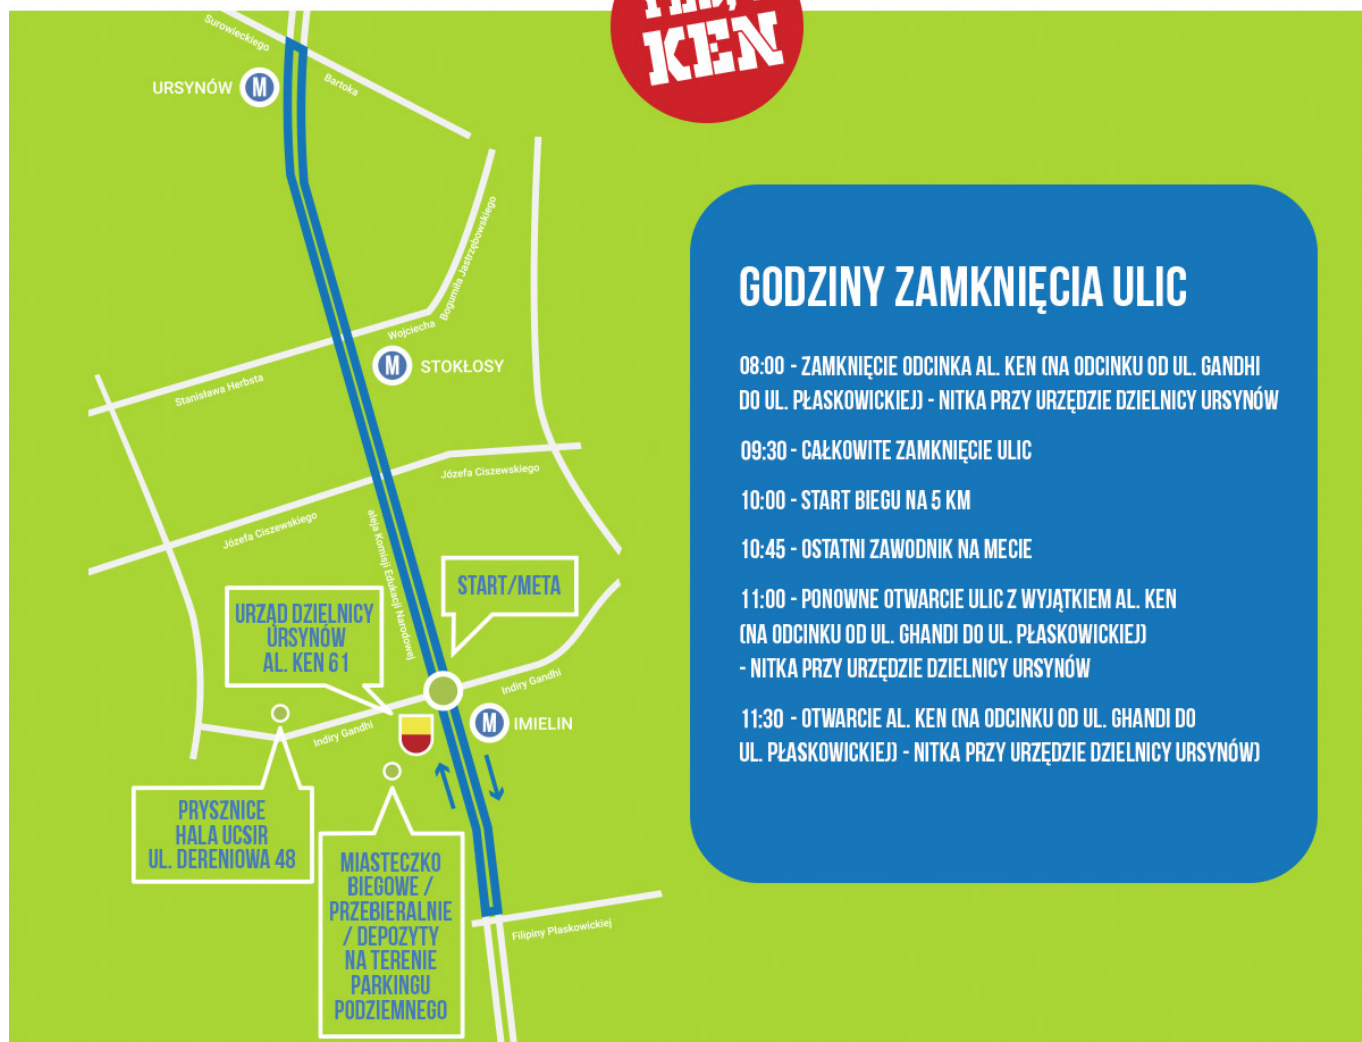 KEN
Surowieckiego
Bartoka
URSYNÓW
M
Bogumiła Jastrzębowskiego
Wojciecha
M
STOKŁOSY
Stanisława Herbsta
Józefa Ciszewskiego
Józefa Ciszewskiego
aleja Komisji Edukacji Narodowej
START/META
URZĄD DZIELNICY
URSYNÓW
AL. KEN 61
Indiry Gandhi
Indiry Gandhi
M
IMIELIN
PRYSZNICE
HALA UCSIR
UL. DERENIOWA 48
MIASTECZKO
BIEGOWE /
PRZEBIERALNIE
/ DEPOZYTY
NA TERENIE
PARKINGU
PODZIEMNEGO
Filipiny Płaskowickiej
GODZINY ZAMKNIĘCIA ULIC
08:00 - ZAMKNIĘCIE ODCINKA AL. KEN (NA ODCINKU OD UL. GANDHI
DO UL. PŁASKOWICKIEJ) - NITKA PRZY URZĘDZIE DZIELNICY URSYNÓW
09:30 - CAŁKOWITE ZAMKNIĘCIE ULIC
10:00 - START BIEGU NA 5 KM
10:45 - OSTATNI ZAWODNIK NA MECIE
11:00 - PONOWNE OTWARCIE ULIC Z WYJĄTKIEM AL. KEN
(NA ODCINKU OD UL. GHANDI DO UL. PŁASKOWICKIEJ)
- NITKA PRZY URZĘDZIE DZIELNICY URSYNÓW
11:30 - OTWARCIE AL. KEN (NA ODCINKU OD UL. GHANDI DO
UL. PŁASKOWICKIEJ) - NITKA PRZY URZĘDZIE DZIELNICY URSYNÓW)